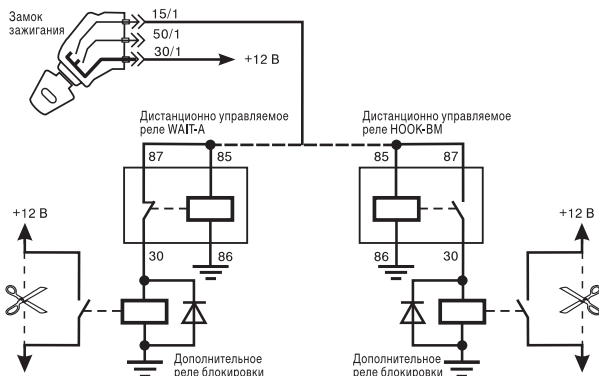 Замок
зажигания
15/1
50/1
30/1
+12 В
Дистанционно управляемое
реле WAIT-A
Дистанционно управляемое
реле HOOK-BM
87
85
85
87
+12 В
+12 В
30
86
86
30
Дополнительное
реле блокировки
Дополнительное
реле блокировки